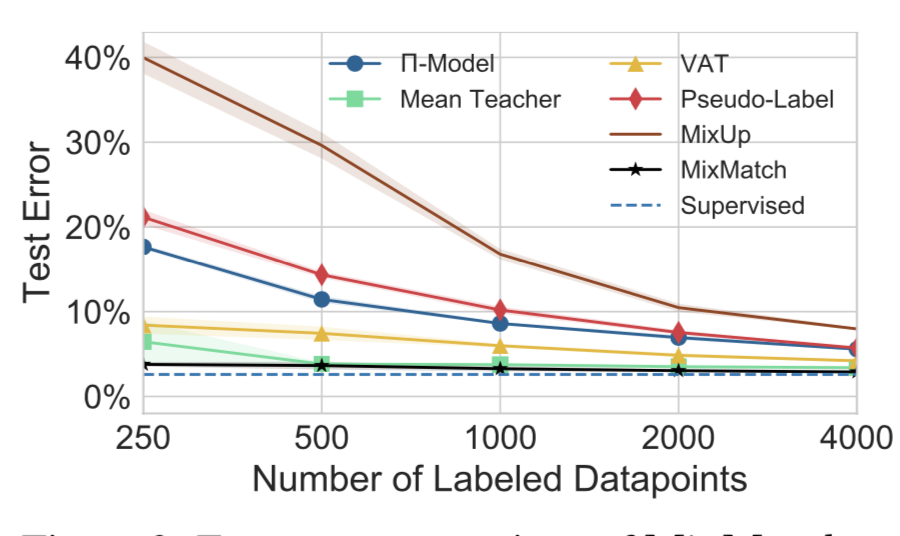 40%
30%
20%
10%
0%
Test Error
Π-Model
Mean Teacher
VAT
Pseudo-Label
MixUp
MixMatch
Supervised
250 500 1000 2000 4000
Number of Labeled Datapoints